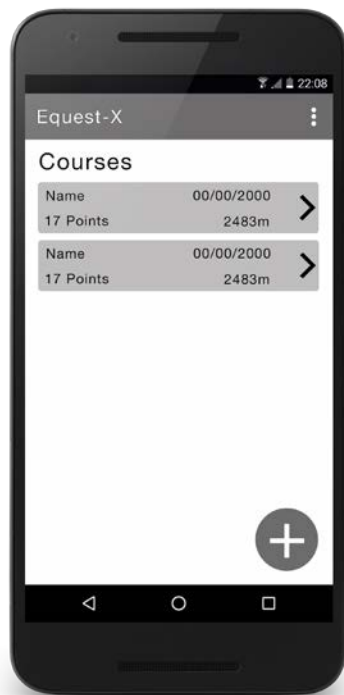 22:08
Equest-X
Courses
Name 00/00/2000
17 Points 2483m
Name 00/00/2000
17 Points 2483m